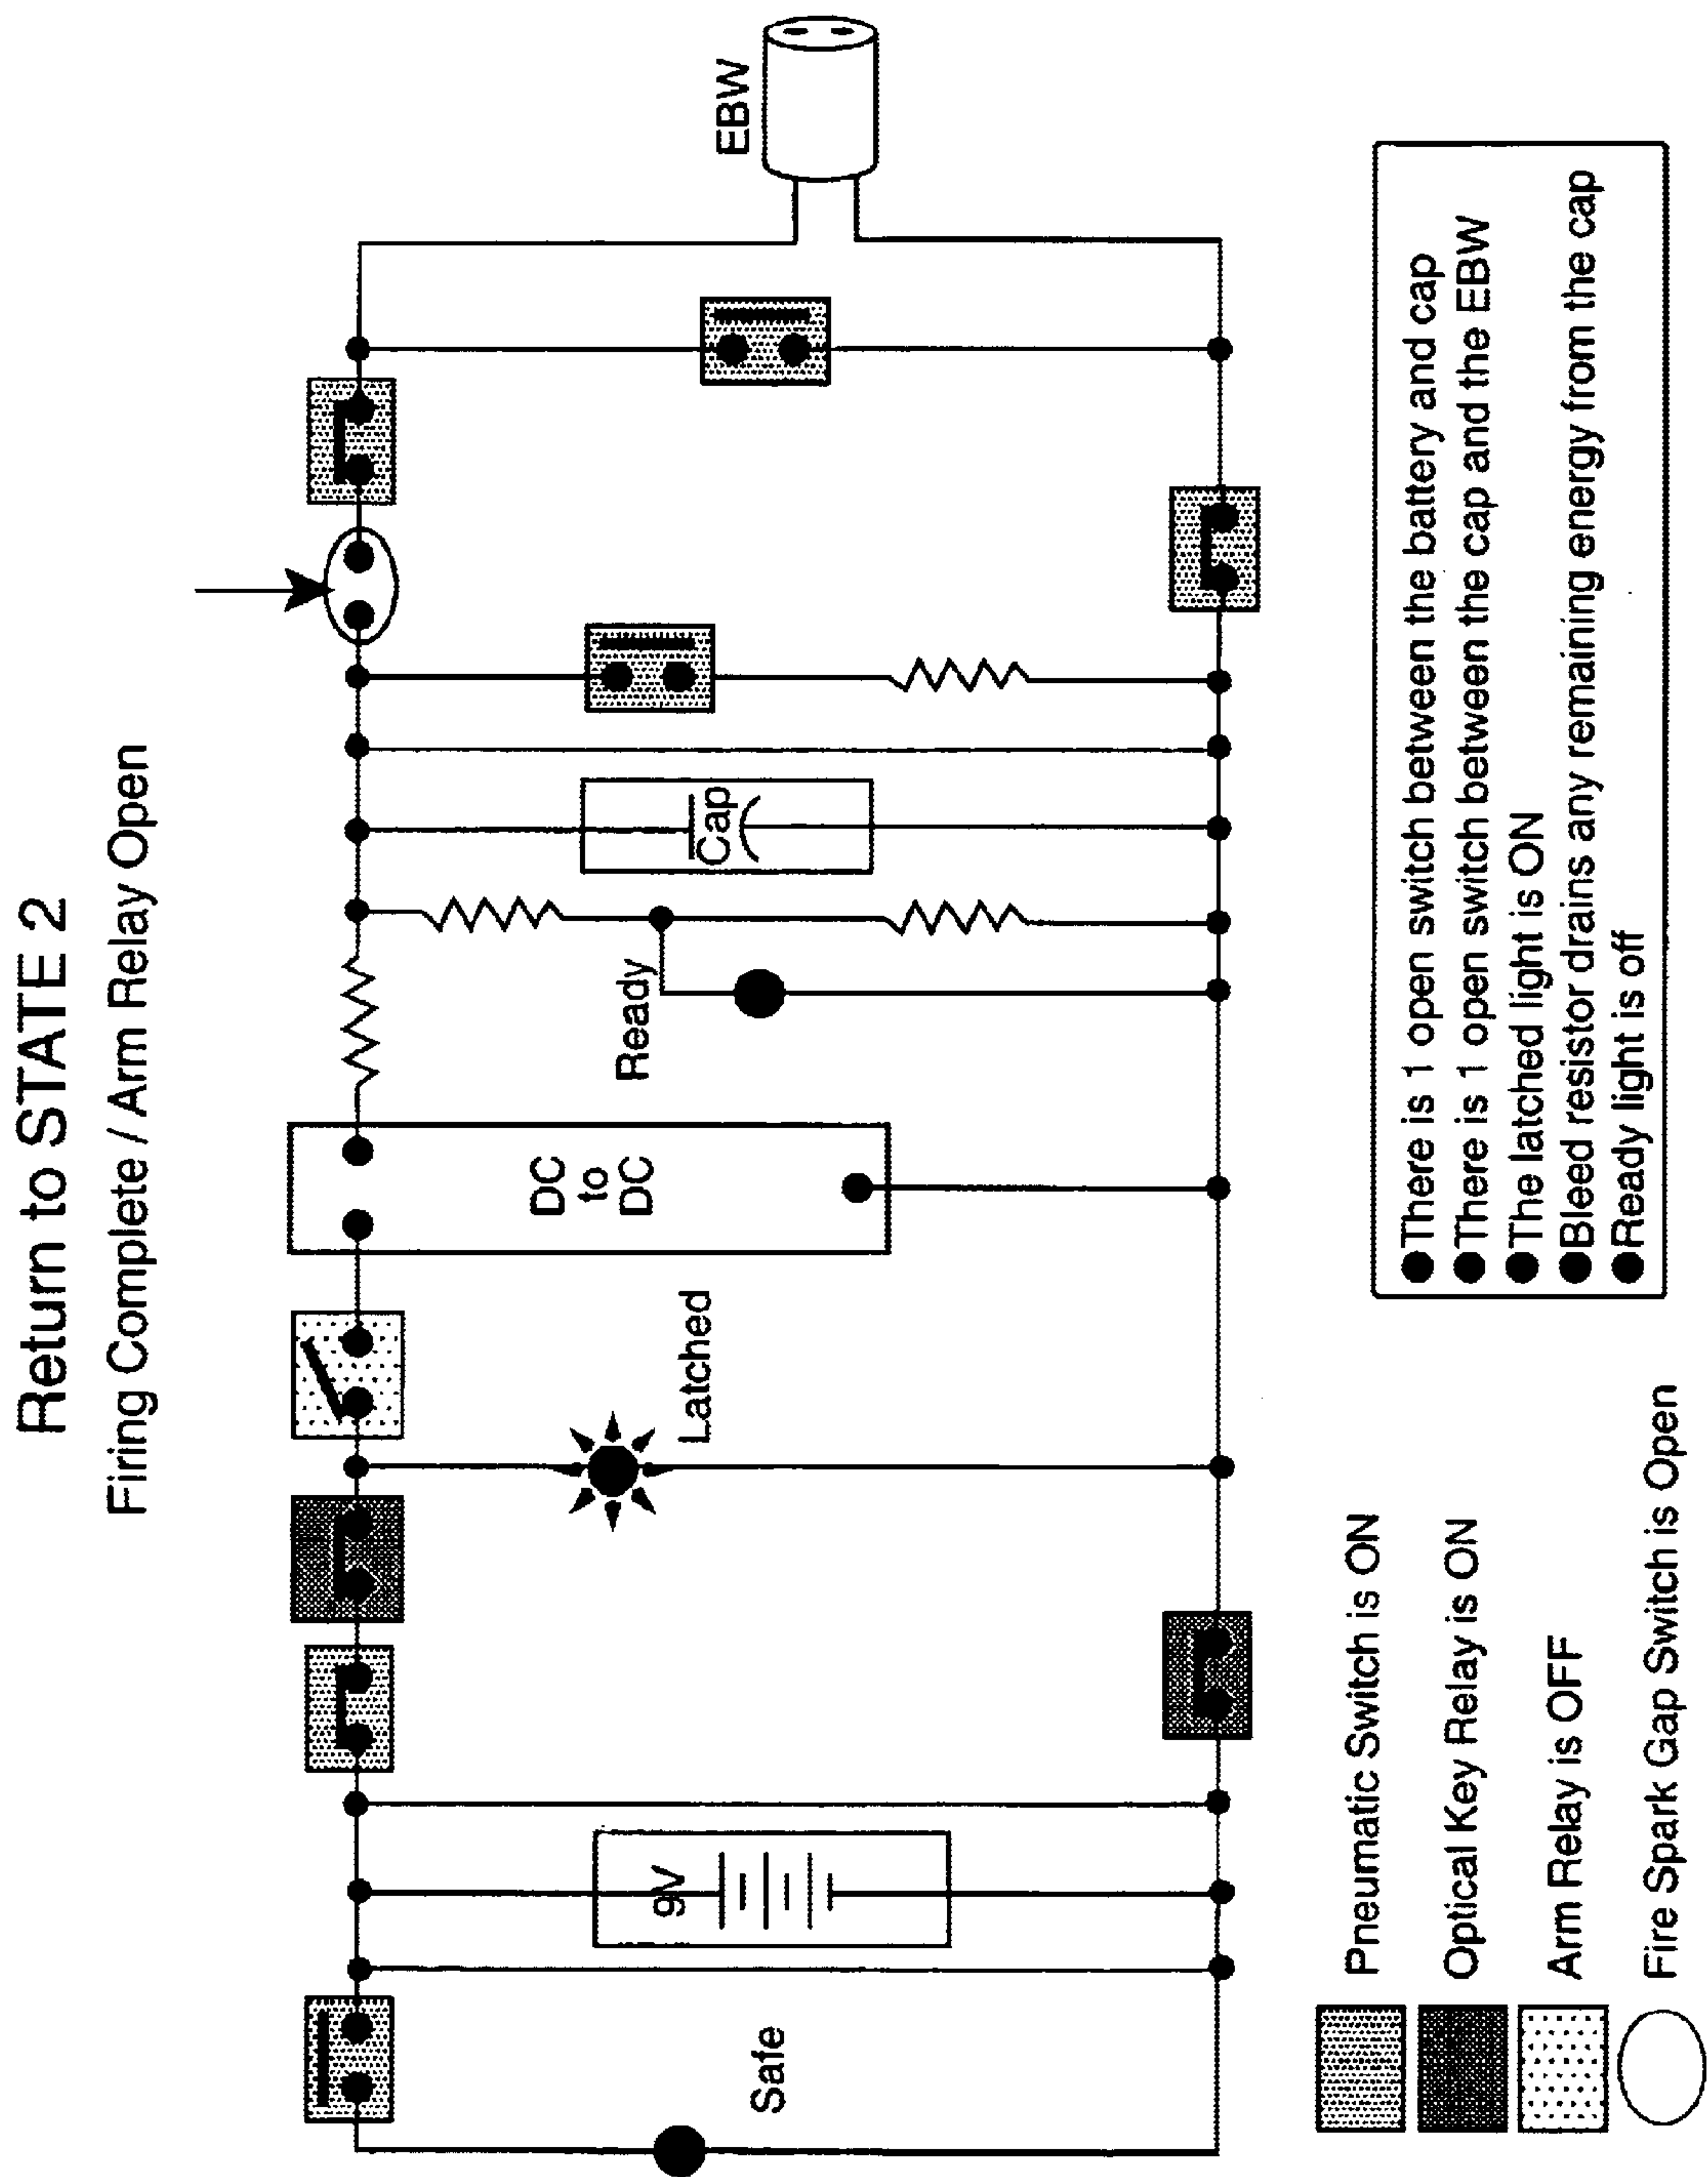 Return to STATE 2
Firing Complete / Arm Relay Open
Safe
9V
Latched
DC
to
DC
Ready
Cap
EBW
Pneumatic Switch is ON
Optical Key Relay is ON
Arm Relay is OFF
Fire Spark Gap Switch is Open
●There is 1 open switch between the battery and cap
●There is 1 open switch between the cap and the EBW
●The latched light is ON
●Bleed resistor drains any remaining energy from the cap
●Ready light is off